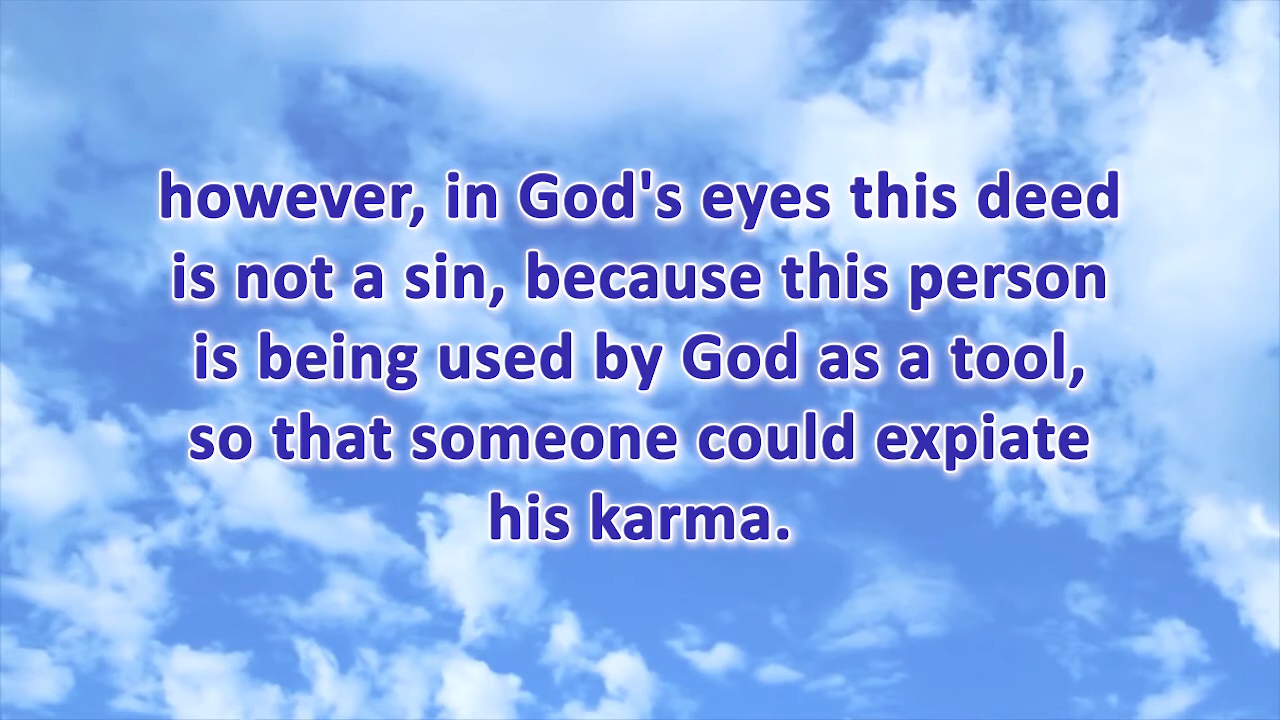 however, in God's eyes this deed
is not a sin, because this person
is being used by God as a tool,
so that someone could expiate
his karma.